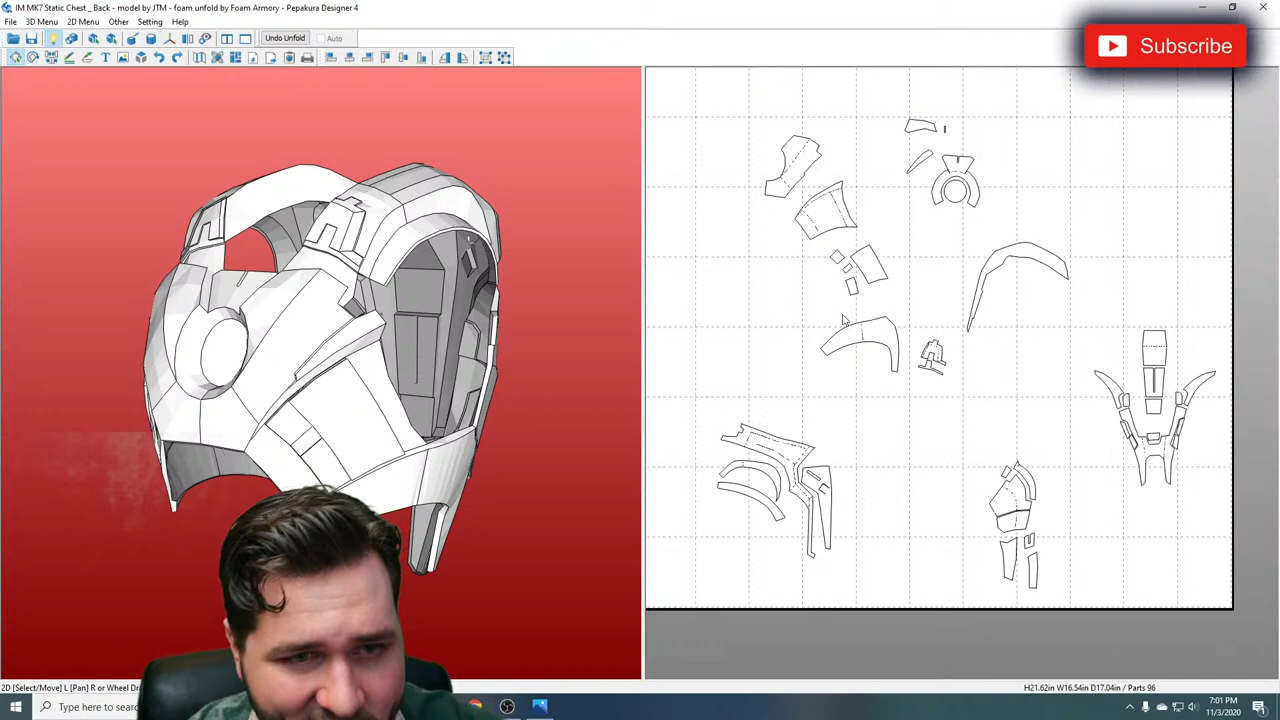 IM MK7 Static Chest _ Back - model by JTM - foam unfold by Foam Armory - Pepakura Designer 4
File 3D Menu 2D Menu Other Setting Help
Subscribe
Undo Unfold Auto
2D [Select/Move] L [Pan] R or Wheel Dr
H21.62in W16.54in D17.04in / Parts 96
Type here to search
7:01 PM
11/3/2020